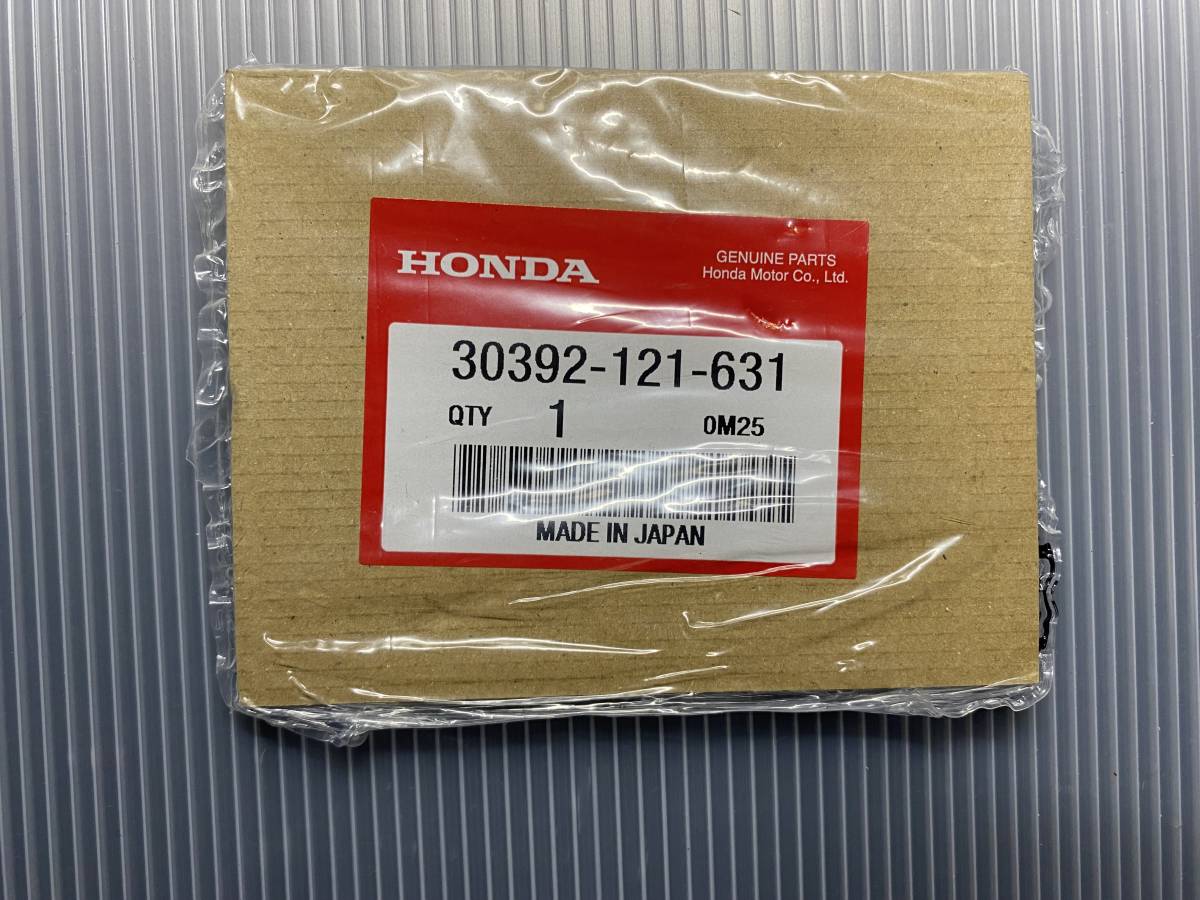 HONDA
GENUINE PARTS
Honda Motor Co., Ltd.
30392-121-631
QTY 1 0M25
MADE IN JAPAN